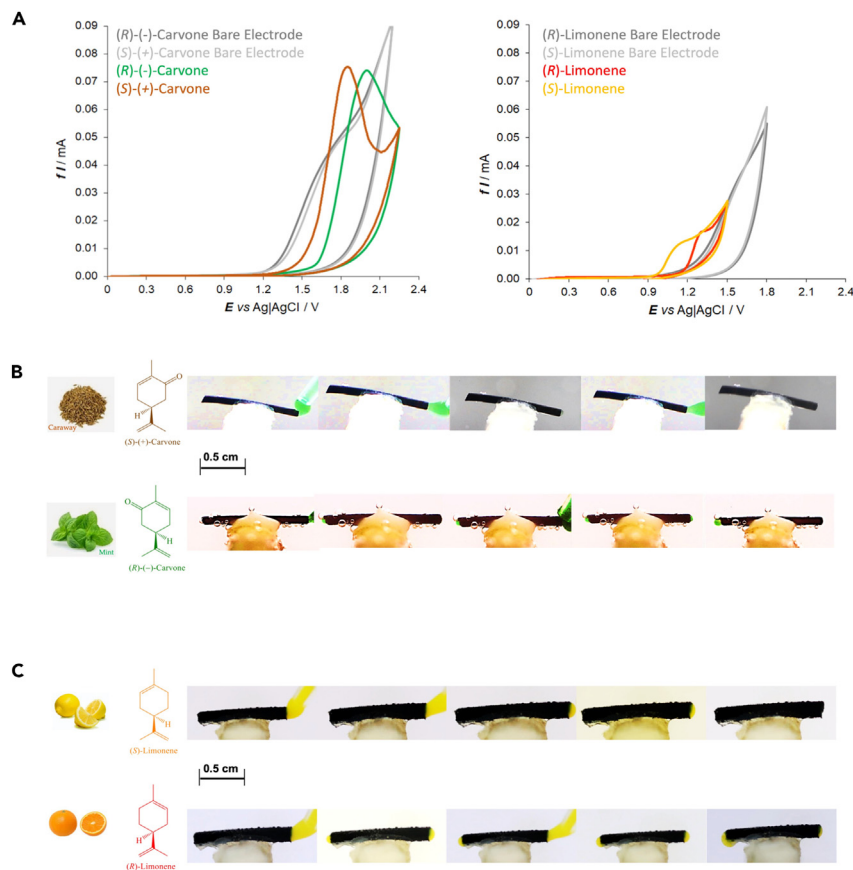 A
(R)-(-)-Carvone Bare Electrode
(S)-(+)-Carvone Bare Electrode
(R)-(-)-Carvone
(S)-(+)-Carvone
0.09
0.08
0.07
0.06
0.05
0.04
0.03
0.02
0.01
0.00
f I / mA
0 0.3 0.6 0.9 1.2 1.5 1.8 2.1 2.4
E vs Ag|AgCl / V
(R)-Limonene Bare Electrode
(S)-Limonene Bare Electrode
(R)-Limonene
(S)-Limonene
0.09
0.08
0.07
0.06
0.05
0.04
0.03
0.02
0.01
0.00
f I / mA
0 0.3 0.6 0.9 1.2 1.5 1.8 2.1 2.4
E vs Ag|AgCl / V
B
Caraway
O
H
(S)-(+)-Carvone
0.5 cm
Mint
O
H
(R)-(−)-Carvone
C
H
(S)-Limonene
0.5 cm
H
(R)-Limonene